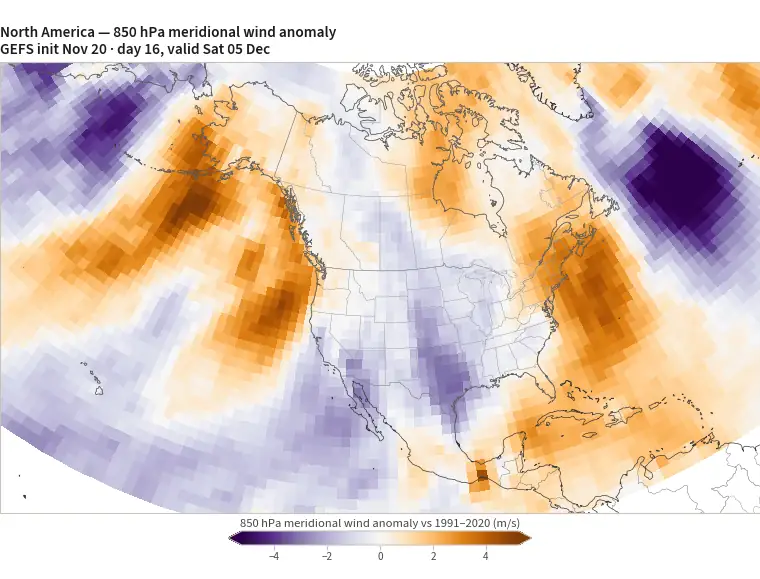 North America — 850 hPa meridional wind anomaly
GEFS init Nov 20 · day 16, valid Sat 05 Dec
850 hPa meridional wind anomaly vs 1991–2020 (m/s)
−4 −2 0 2 4